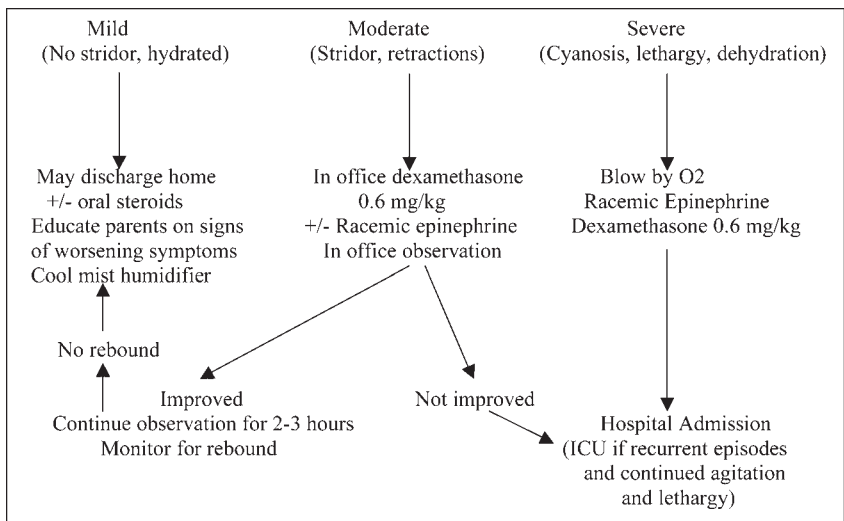 Mild
(No stridor, hydrated)
Moderate
(Stridor, retractions)
Severe
(Cyanosis, lethargy, dehydration)
May discharge home
+/- oral steroids
Educate parents on signs
of worsening symptoms
Cool mist humidifier
In office dexamethasone
0.6 mg/kg
+/- Racemic epinephrine
In office observation
Blow by O2
Racemic Epinephrine
Dexamethasone 0.6 mg/kg
No rebound
Improved
Continue observation for 2-3 hours
Monitor for rebound
Not improved
Hospital Admission
(ICU if recurrent episodes
and continued agitation
and lethargy)